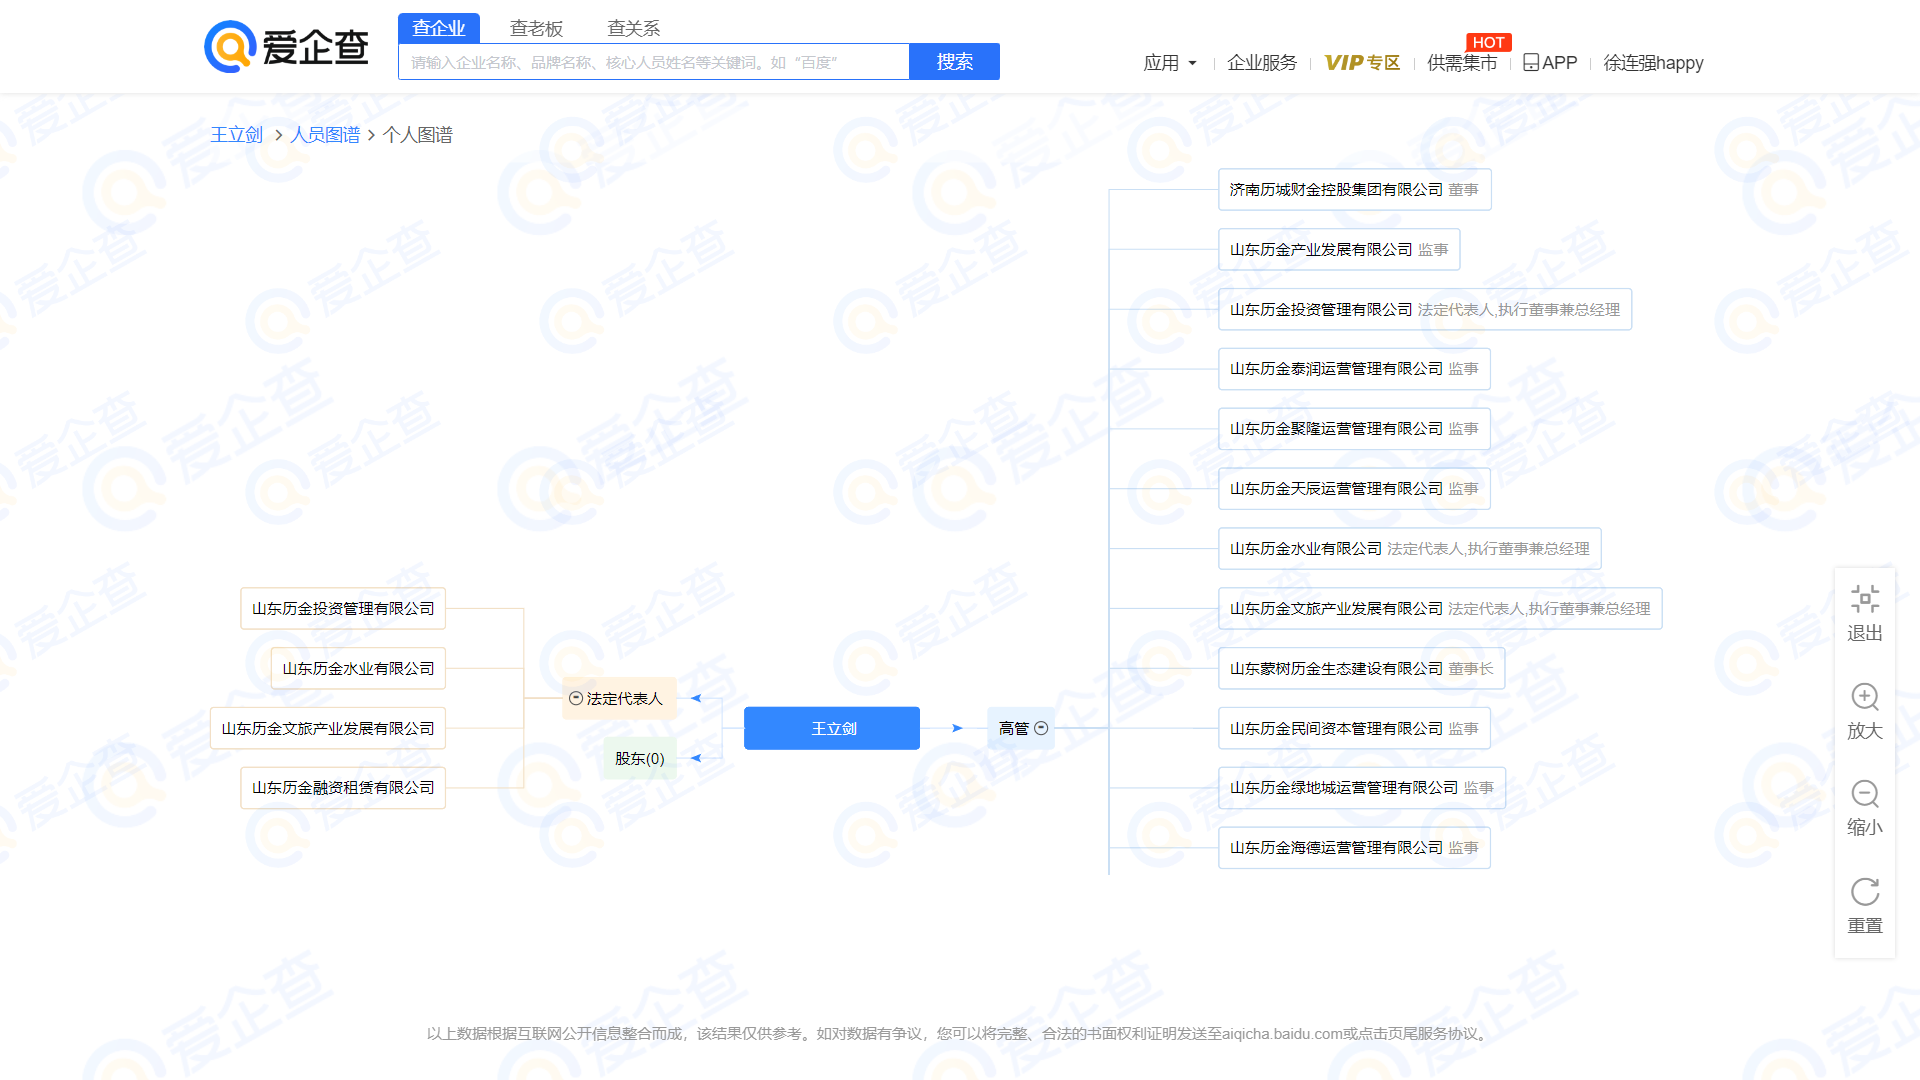 爱企查
查企业
查老板
查关系
请输入企业名称、品牌名称、核心人员姓名等关键词。如“百度”
搜索
应用
企业服务
VIP专区
供需集市
HOT
APP
徐连强happy
王立剑 > 人员图谱 > 个人图谱
济南历城财金控股集团有限公司 董事
山东历金产业发展有限公司 监事
山东历金投资管理有限公司 法定代表人,执行董事兼总经理
山东历金泰润运营管理有限公司 监事
山东历金聚隆运营管理有限公司 监事
山东历金天辰运营管理有限公司 监事
山东历金水业有限公司 法定代表人,执行董事兼总经理
山东历金文旅产业发展有限公司 法定代表人,执行董事兼总经理
山东蒙树历金生态建设有限公司 董事长
山东历金民间资本管理有限公司 监事
山东历金绿地城运营管理有限公司 监事
山东历金海德运营管理有限公司 监事
山东历金投资管理有限公司
山东历金水业有限公司
山东历金文旅产业发展有限公司
山东历金融资租赁有限公司
法定代表人
股东(0)
王立剑
高管
退出
放大
缩小
重置
以上数据根据互联网公开信息整合而成，该结果仅供参考。如对数据有争议，您可以将完整、合法的书面权利证明发送至aiqicha.baidu.com或点击页尾服务协议。